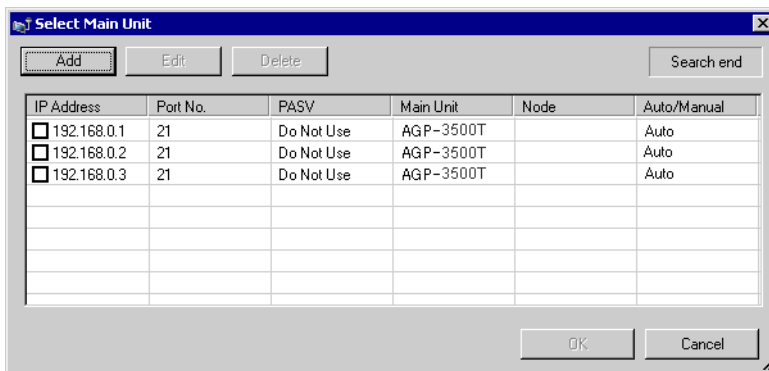 Select Main Unit
Add Edit Delete Search end
IP Address Port No. PASV Main Unit Node Auto/Manual
192.168.0.1 21 Do Not Use AGP-3500T Auto
192.168.0.2 21 Do Not Use AGP-3500T Auto
192.168.0.3 21 Do Not Use AGP-3500T Auto
OK Cancel